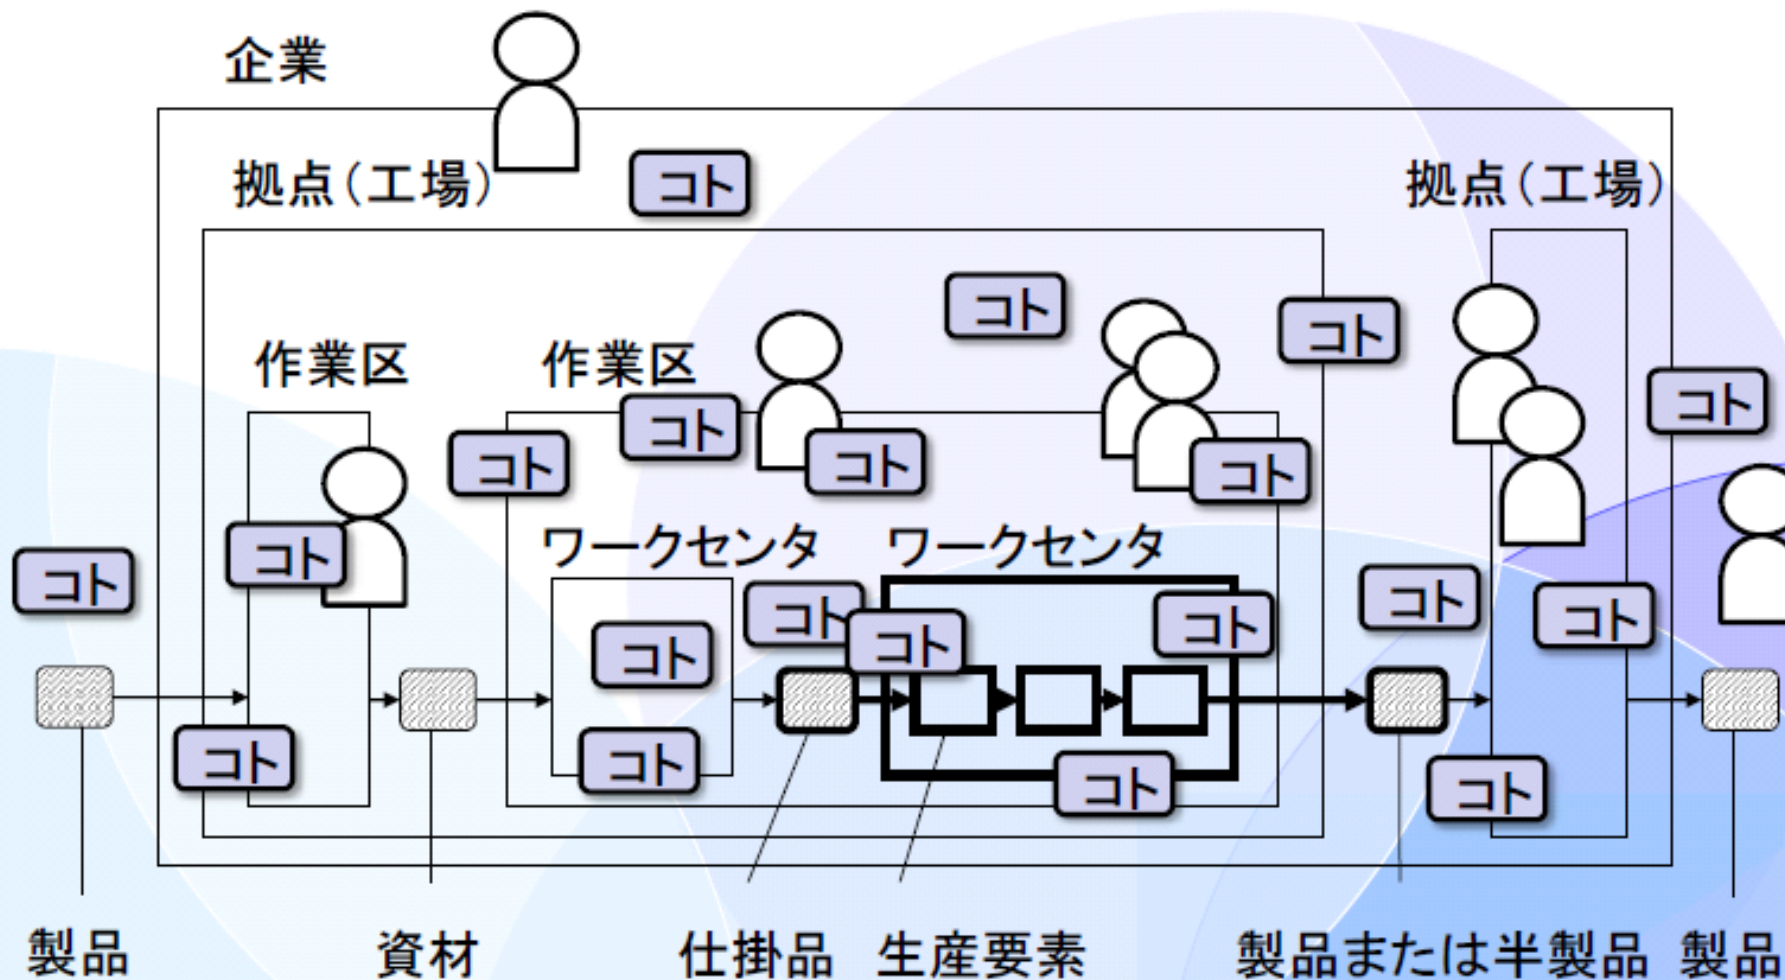 企業
拠点（工場）
コト
拠点（工場）
コト
コト
作業区
作業区
コト
コト
コト
コト
コト
コト
ワークセンタ
ワークセンタ
コト
コト
コト
コト
コト
コト
コト
コト
コト
コト
コト
コト
製品
資材
仕掛品
生産要素
製品または半製品
製品